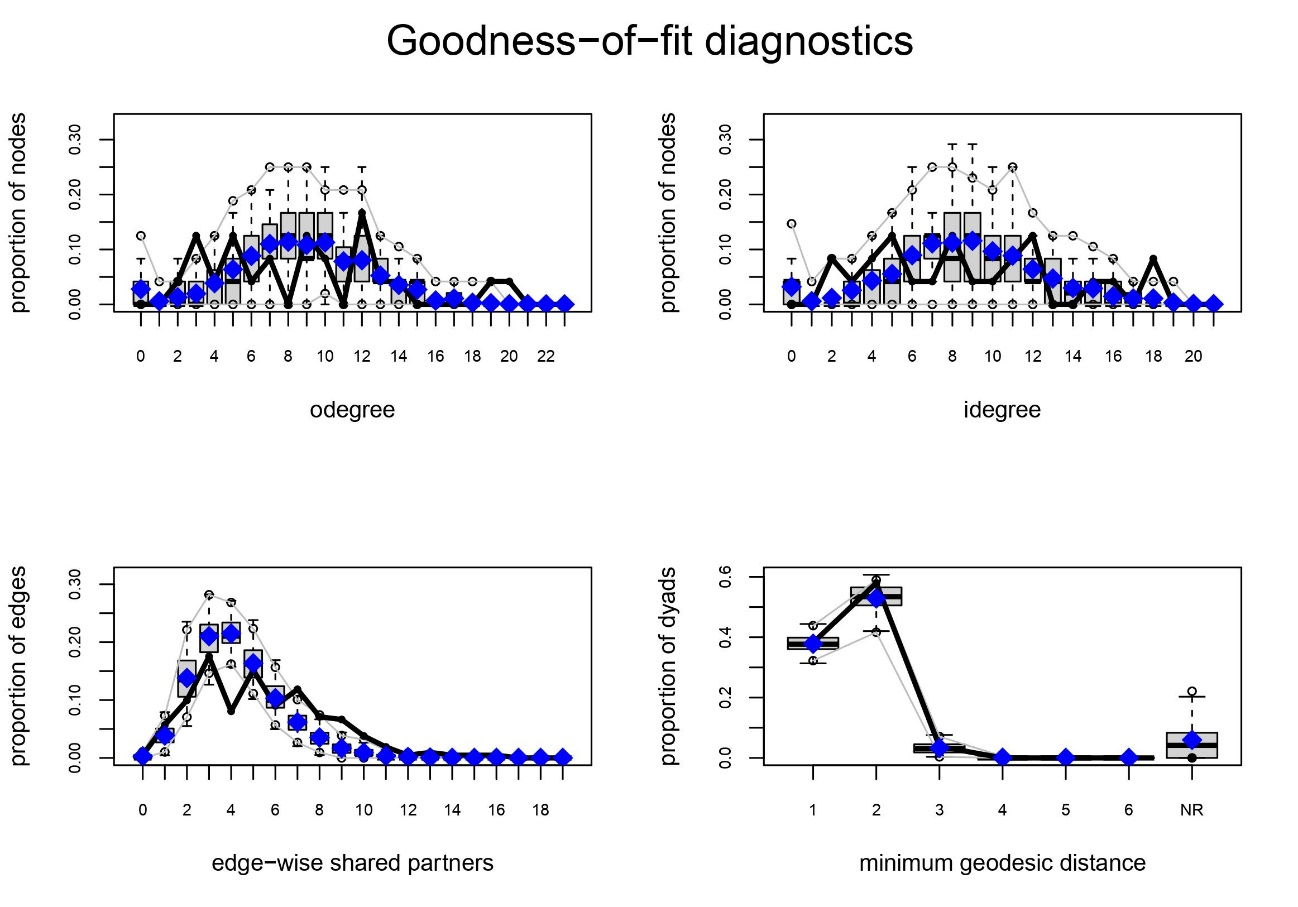 Goodness−of−fit diagnostics
proportion of nodes
0.00 0.10 0.20 0.30
0 2 4 6 8 10 12 14 16 18 20 22
odegree
proportion of nodes
0.00 0.10 0.20 0.30
0 2 4 6 8 10 12 14 16 18 20
idegree
proportion of edges
0.00 0.10 0.20 0.30
0 2 4 6 8 10 12 14 16 18
edge−wise shared partners
proportion of dyads
0.0 0.2 0.4 0.6
1 2 3 4 5 6 NR
minimum geodesic distance